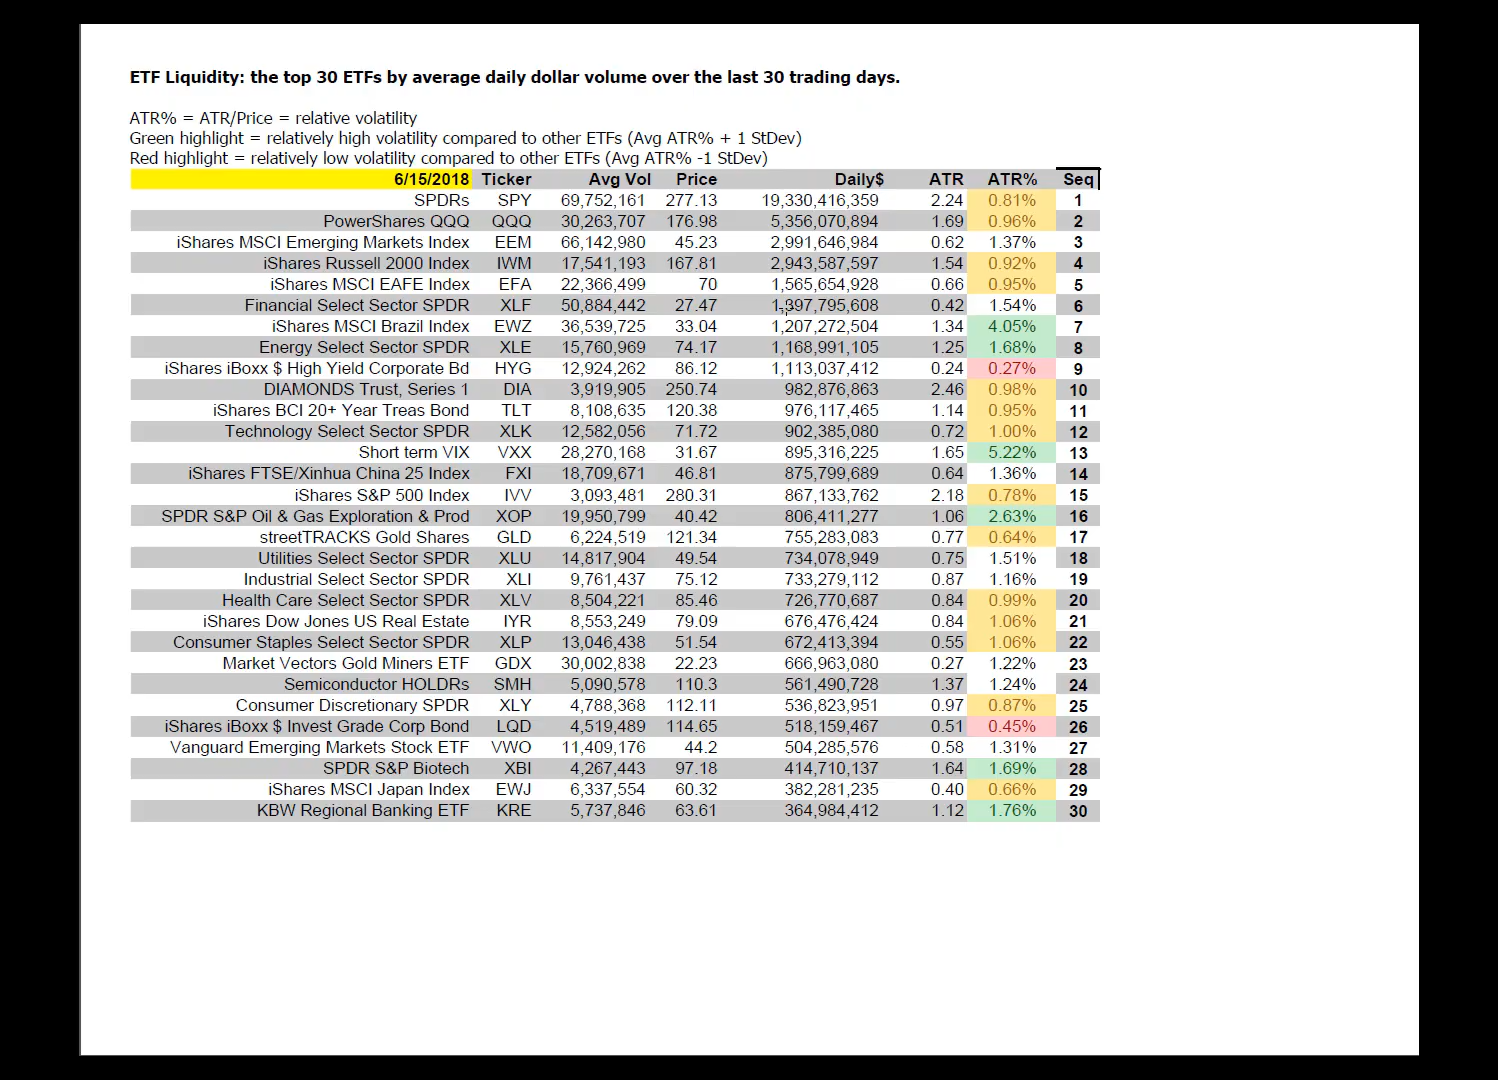 ETF Liquidity: the top 30 ETFs by average daily dollar volume over the last 30 trading days.
ATR% = ATR/Price = relative volatility
Green highlight = relatively high volatility compared to other ETFs (Avg ATR% + 1 StDev)
Red highlight = relatively low volatility compared to other ETFs (Avg ATR% -1 StDev)
6/15/2018 Ticker Avg Vol Price Daily$ ATR ATR% Seq
SPDRs SPY 69,752,161 277.13 19,330,416,359 2.24 0.81% 1
PowerShares QQQ QQQ 30,263,707 176.98 5,356,070,894 1.69 0.96% 2
iShares MSCI Emerging Markets Index EEM 66,142,980 45.23 2,991,646,984 0.62 1.37% 3
iShares Russell 2000 Index IWM 17,541,193 167.81 2,943,587,597 1.54 0.92% 4
iShares MSCI EAFE Index EFA 22,366,499 70 1,565,654,928 0.66 0.95% 5
Financial Select Sector SPDR XLF 50,884,442 27.47 1,397,795,608 0.42 1.54% 6
iShares MSCI Brazil Index EWZ 36,539,725 33.04 1,207,272,504 1.34 4.05% 7
Energy Select Sector SPDR XLE 15,760,969 74.17 1,168,991,105 1.25 1.68% 8
iShares iBoxx $ High Yield Corporate Bd HYG 12,924,262 86.12 1,113,037,412 0.24 0.27% 9
DIAMONDS Trust, Series 1 DIA 3,919,905 250.74 982,876,863 2.46 0.98% 10
iShares BCI 20+ Year Treas Bond TLT 8,108,635 120.38 976,117,465 1.14 0.95% 11
Technology Select Sector SPDR XLK 12,582,056 71.72 902,385,080 0.72 1.00% 12
Short term VIX VXX 28,270,168 31.67 895,316,225 1.65 5.22% 13
iShares FTSE/Xinhua China 25 Index FXI 18,709,671 46.81 875,799,689 0.64 1.36% 14
iShares S&P 500 Index IVV 3,093,481 280.31 867,133,762 2.18 0.78% 15
SPDR S&P Oil & Gas Exploration & Prod XOP 19,950,799 40.42 806,411,277 1.06 2.63% 16
streetTRACKS Gold Shares GLD 6,224,519 121.34 755,283,083 0.77 0.64% 17
Utilities Select Sector SPDR XLU 14,817,904 49.54 734,078,949 0.75 1.51% 18
Industrial Select Sector SPDR XLI 9,761,437 75.12 733,279,112 0.87 1.16% 19
Health Care Select Sector SPDR XLV 8,504,221 85.46 726,770,687 0.84 0.99% 20
iShares Dow Jones US Real Estate IYR 8,553,249 79.09 676,476,424 0.84 1.06% 21
Consumer Staples Select Sector SPDR XLP 13,046,438 51.54 672,413,394 0.55 1.06% 22
Market Vectors Gold Miners ETF GDX 30,002,838 22.23 666,963,080 0.27 1.22% 23
Semiconductor HOLDRs SMH 5,090,578 110.3 561,490,728 1.37 1.24% 24
Consumer Discretionary SPDR XLY 4,788,368 112.11 536,823,951 0.97 0.87% 25
iShares iBoxx $ Invest Grade Corp Bond LQD 4,519,489 114.65 518,159,467 0.51 0.45% 26
Vanguard Emerging Markets Stock ETF VWO 11,409,176 44.2 504,285,576 0.58 1.31% 27
SPDR S&P Biotech XBI 4,267,443 97.18 414,710,137 1.64 1.69% 28
iShares MSCI Japan Index EWJ 6,337,554 60.32 382,281,235 0.40 0.66% 29
KBW Regional Banking ETF KRE 5,737,846 63.61 364,984,412 1.12 1.76% 30